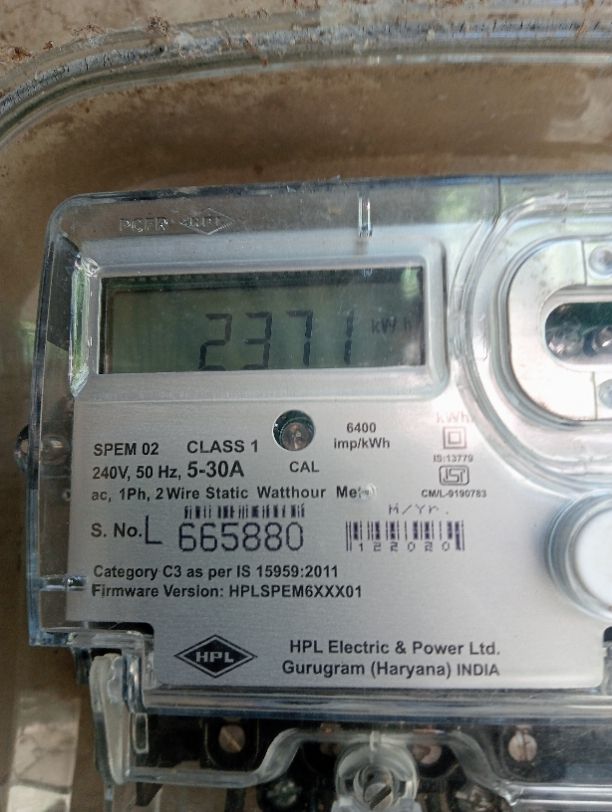 2371 kWh
SPEM 02 CLASS 1
6400
imp/kWh
kWh
240V, 50 Hz, 5-30A
CAL
IS:13779
CM/L-9190783
ac, 1Ph, 2 Wire Static Watthour
M/Yr.
S. No. L 665880
122020
Category C3 as per IS 15959:2011
Firmware Version: HPLSPEM6XXX01
HPL
HPL Electric & Power Ltd.
Gurugram (Haryana) INDIA